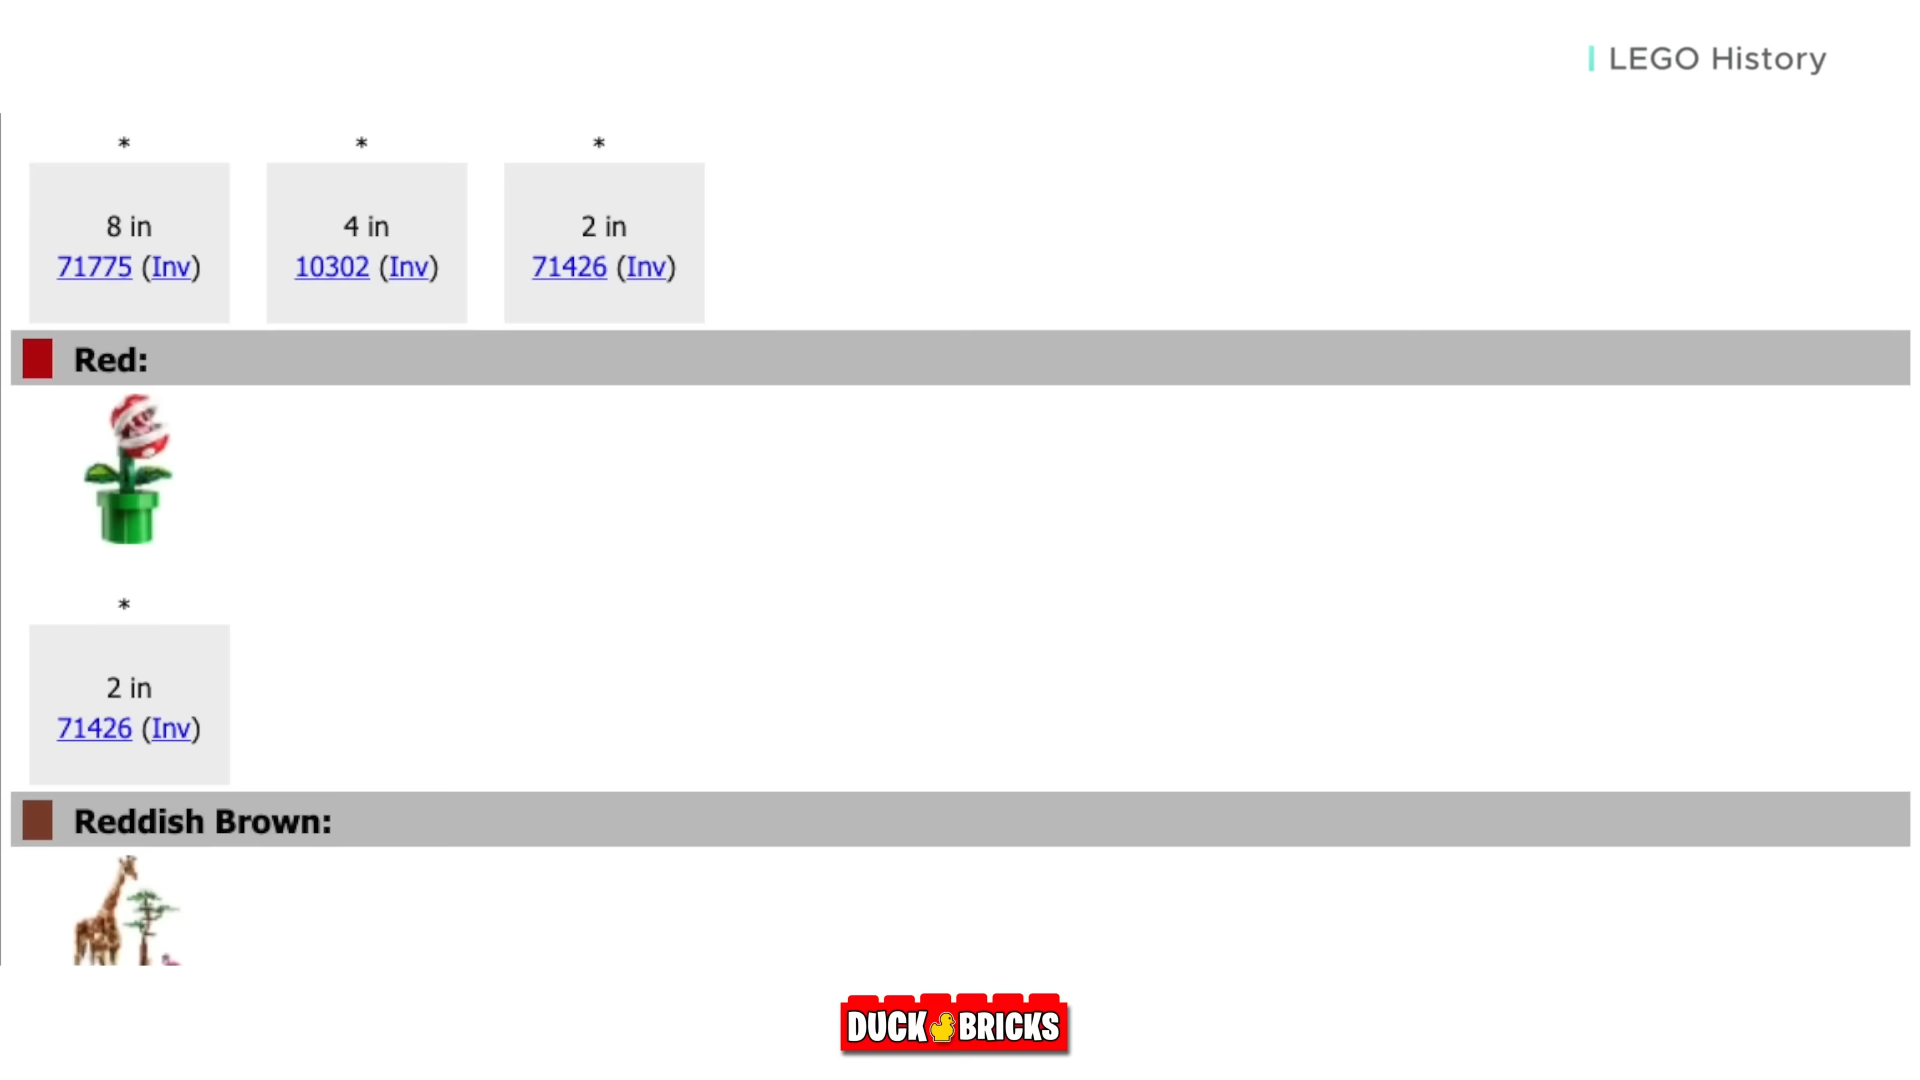 LEGO History
* * *
8 in 4 in 2 in
71775 (Inv) 10302 (Inv) 71426 (Inv)
Red:
*
2 in
71426 (Inv)
Reddish Brown:
DUCK BRICKS